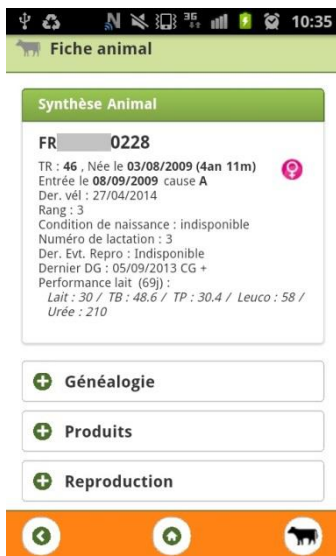 3G
10:35
Fiche animal
Synthèse Animal
FR 0228
TR : 46 , Née le 03/08/2009 (4an 11m)
Entrée le 08/09/2009 cause A
Der. vél : 27/04/2014
Rang : 3
Condition de naissance : indisponible
Numéro de lactation : 3
Der. Evt. Repro : Indisponible
Dernier DG : 05/09/2013 CG +
Performance lait (69j) :
Lait : 30 / TB : 48.6 / TP : 30.4 / Leuco : 58 /
Urée : 210
Généalogie
Produits
Reproduction